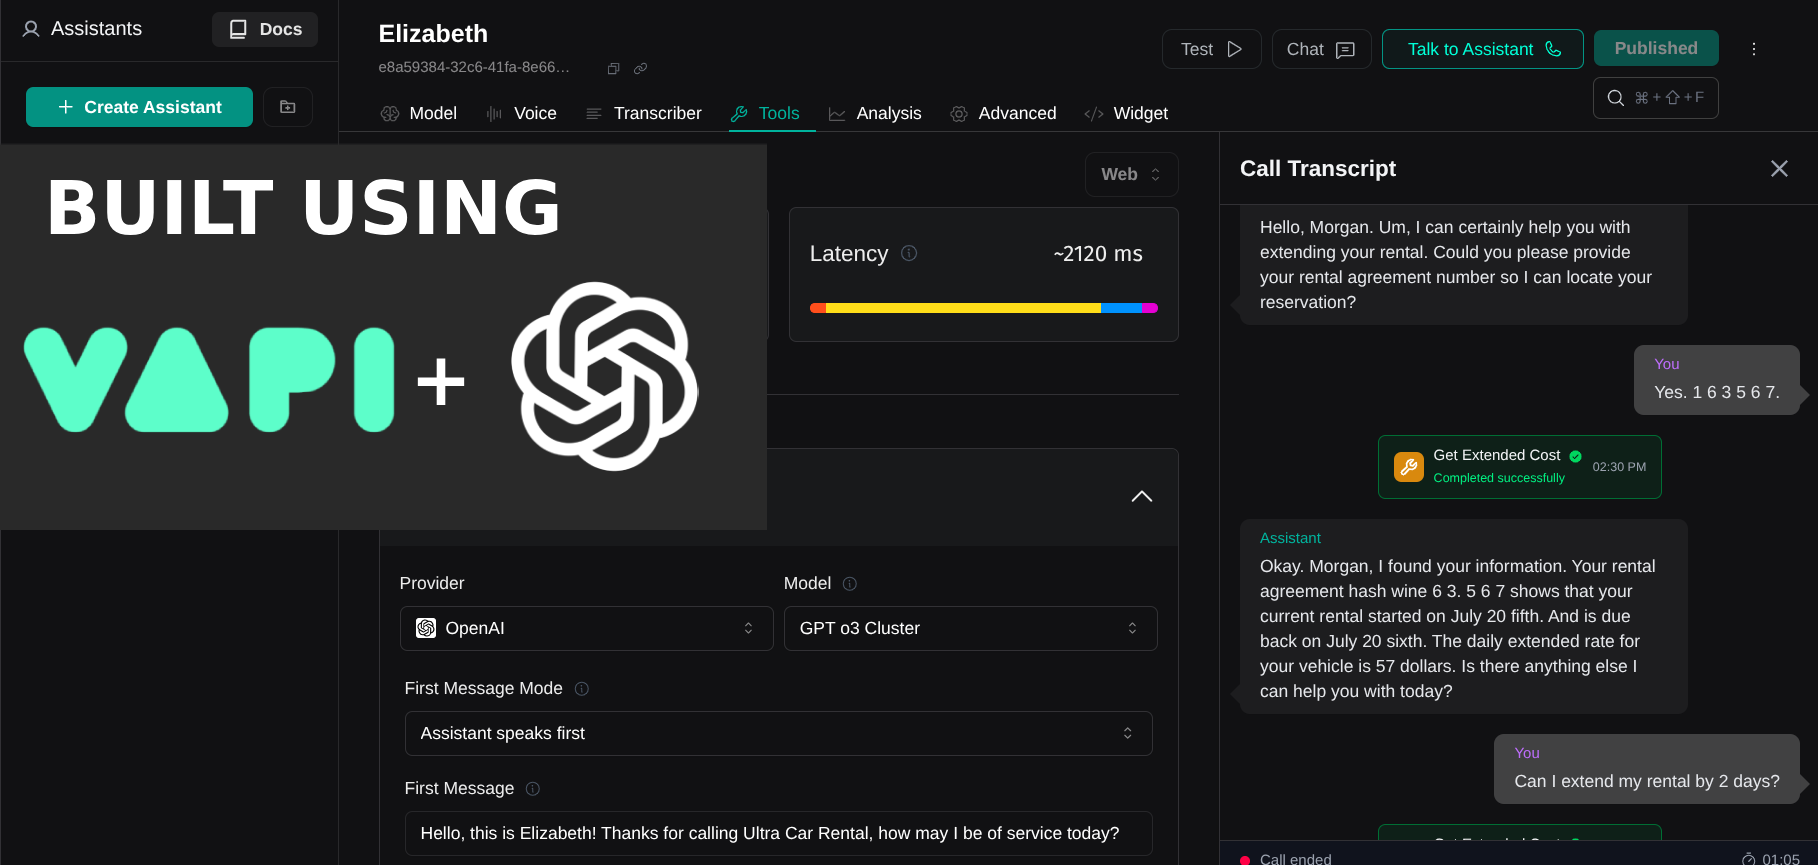 Assistants
Docs
Create Assistant
Elizabeth
e8a59384-32c6-41fa-8e66...
Test
Chat
Talk to Assistant
Published
⌘+⇧+F
Model
Voice
Transcriber
Tools
Analysis
Advanced
Widget
BUILT USING
VAPI +
Web
Latency
~2120 ms
Provider
Model
OpenAI
GPT o3 Cluster
First Message Mode
Assistant speaks first
First Message
Hello, this is Elizabeth! Thanks for calling Ultra Car Rental, how may I be of service today?
Call Transcript
Hello, Morgan. Um, I can certainly help you with
extending your rental. Could you please provide
your rental agreement number so I can locate your
reservation?
You
Yes. 1 6 3 5 6 7.
Get Extended Cost
Completed successfully
02:30 PM
Assistant
Okay. Morgan, I found your information. Your rental
agreement hash wine 6 3. 5 6 7 shows that your
current rental started on July 20 fifth. And is due
back on July 20 sixth. The daily extended rate for
your vehicle is 57 dollars. Is there anything else I
can help you with today?
You
Can I extend my rental by 2 days?
Get Extended Cost
Call ended
01:05